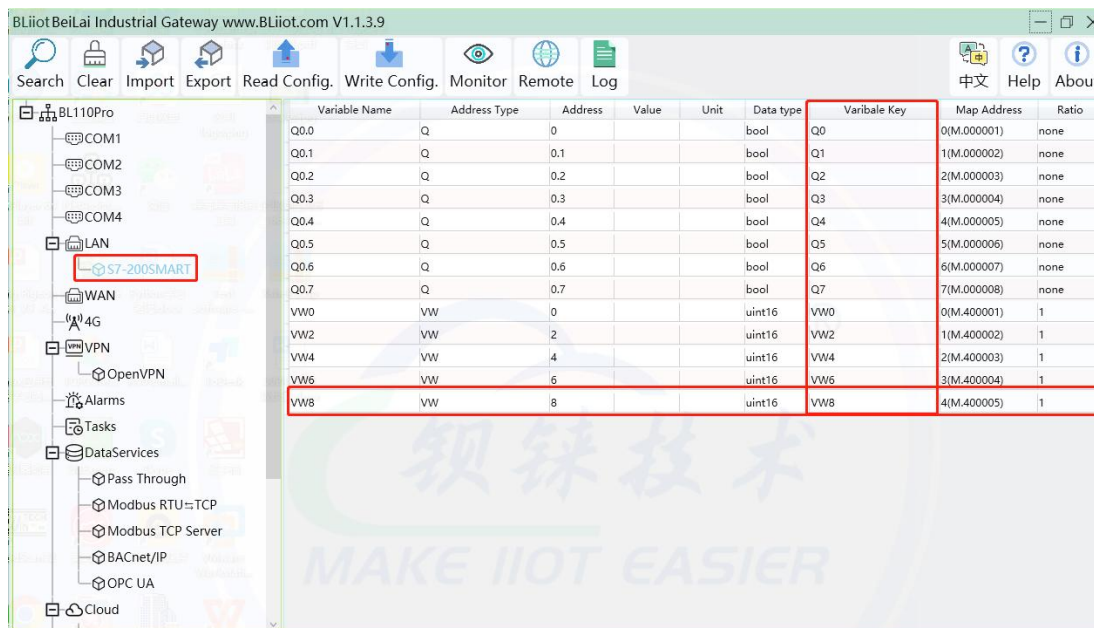 BLiiot BeiLai Industrial Gateway www.BLiiot.com V1.1.3.9
Search Clear Import Export Read Config. Write Config. Monitor Remote Log 中文 Help Abou
BL110Pro
COM1
COM2
COM3
COM4
LAN
S7-200SMART
WAN
4G
VPN VPN
OpenVPN
Alarms
Tasks
DataServices
Pass Through
Modbus RTU⇆TCP
Modbus TCP Server
BACnet/IP
OPC UA
Cloud
Variable Name Address Type Address Value Unit Data type Varibale Key Map Address Ratio
Q0.0 Q 0 bool Q0 0(M.000001) none
Q0.1 Q 0.1 bool Q1 1(M.000002) none
Q0.2 Q 0.2 bool Q2 2(M.000003) none
Q0.3 Q 0.3 bool Q3 3(M.000004) none
Q0.4 Q 0.4 bool Q4 4(M.000005) none
Q0.5 Q 0.5 bool Q5 5(M.000006) none
Q0.6 Q 0.6 bool Q6 6(M.000007) none
Q0.7 Q 0.7 bool Q7 7(M.000008) none
VW0 VW 0 uint16 VW0 0(M.400001) 1
VW2 VW 2 uint16 VW2 1(M.400002) 1
VW4 VW 4 uint16 VW4 2(M.400003) 1
VW6 VW 6 uint16 VW6 3(M.400004) 1
VW8 VW 8 uint16 VW8 4(M.400005) 1
钡铼技术
MAKE IIOT EASIER